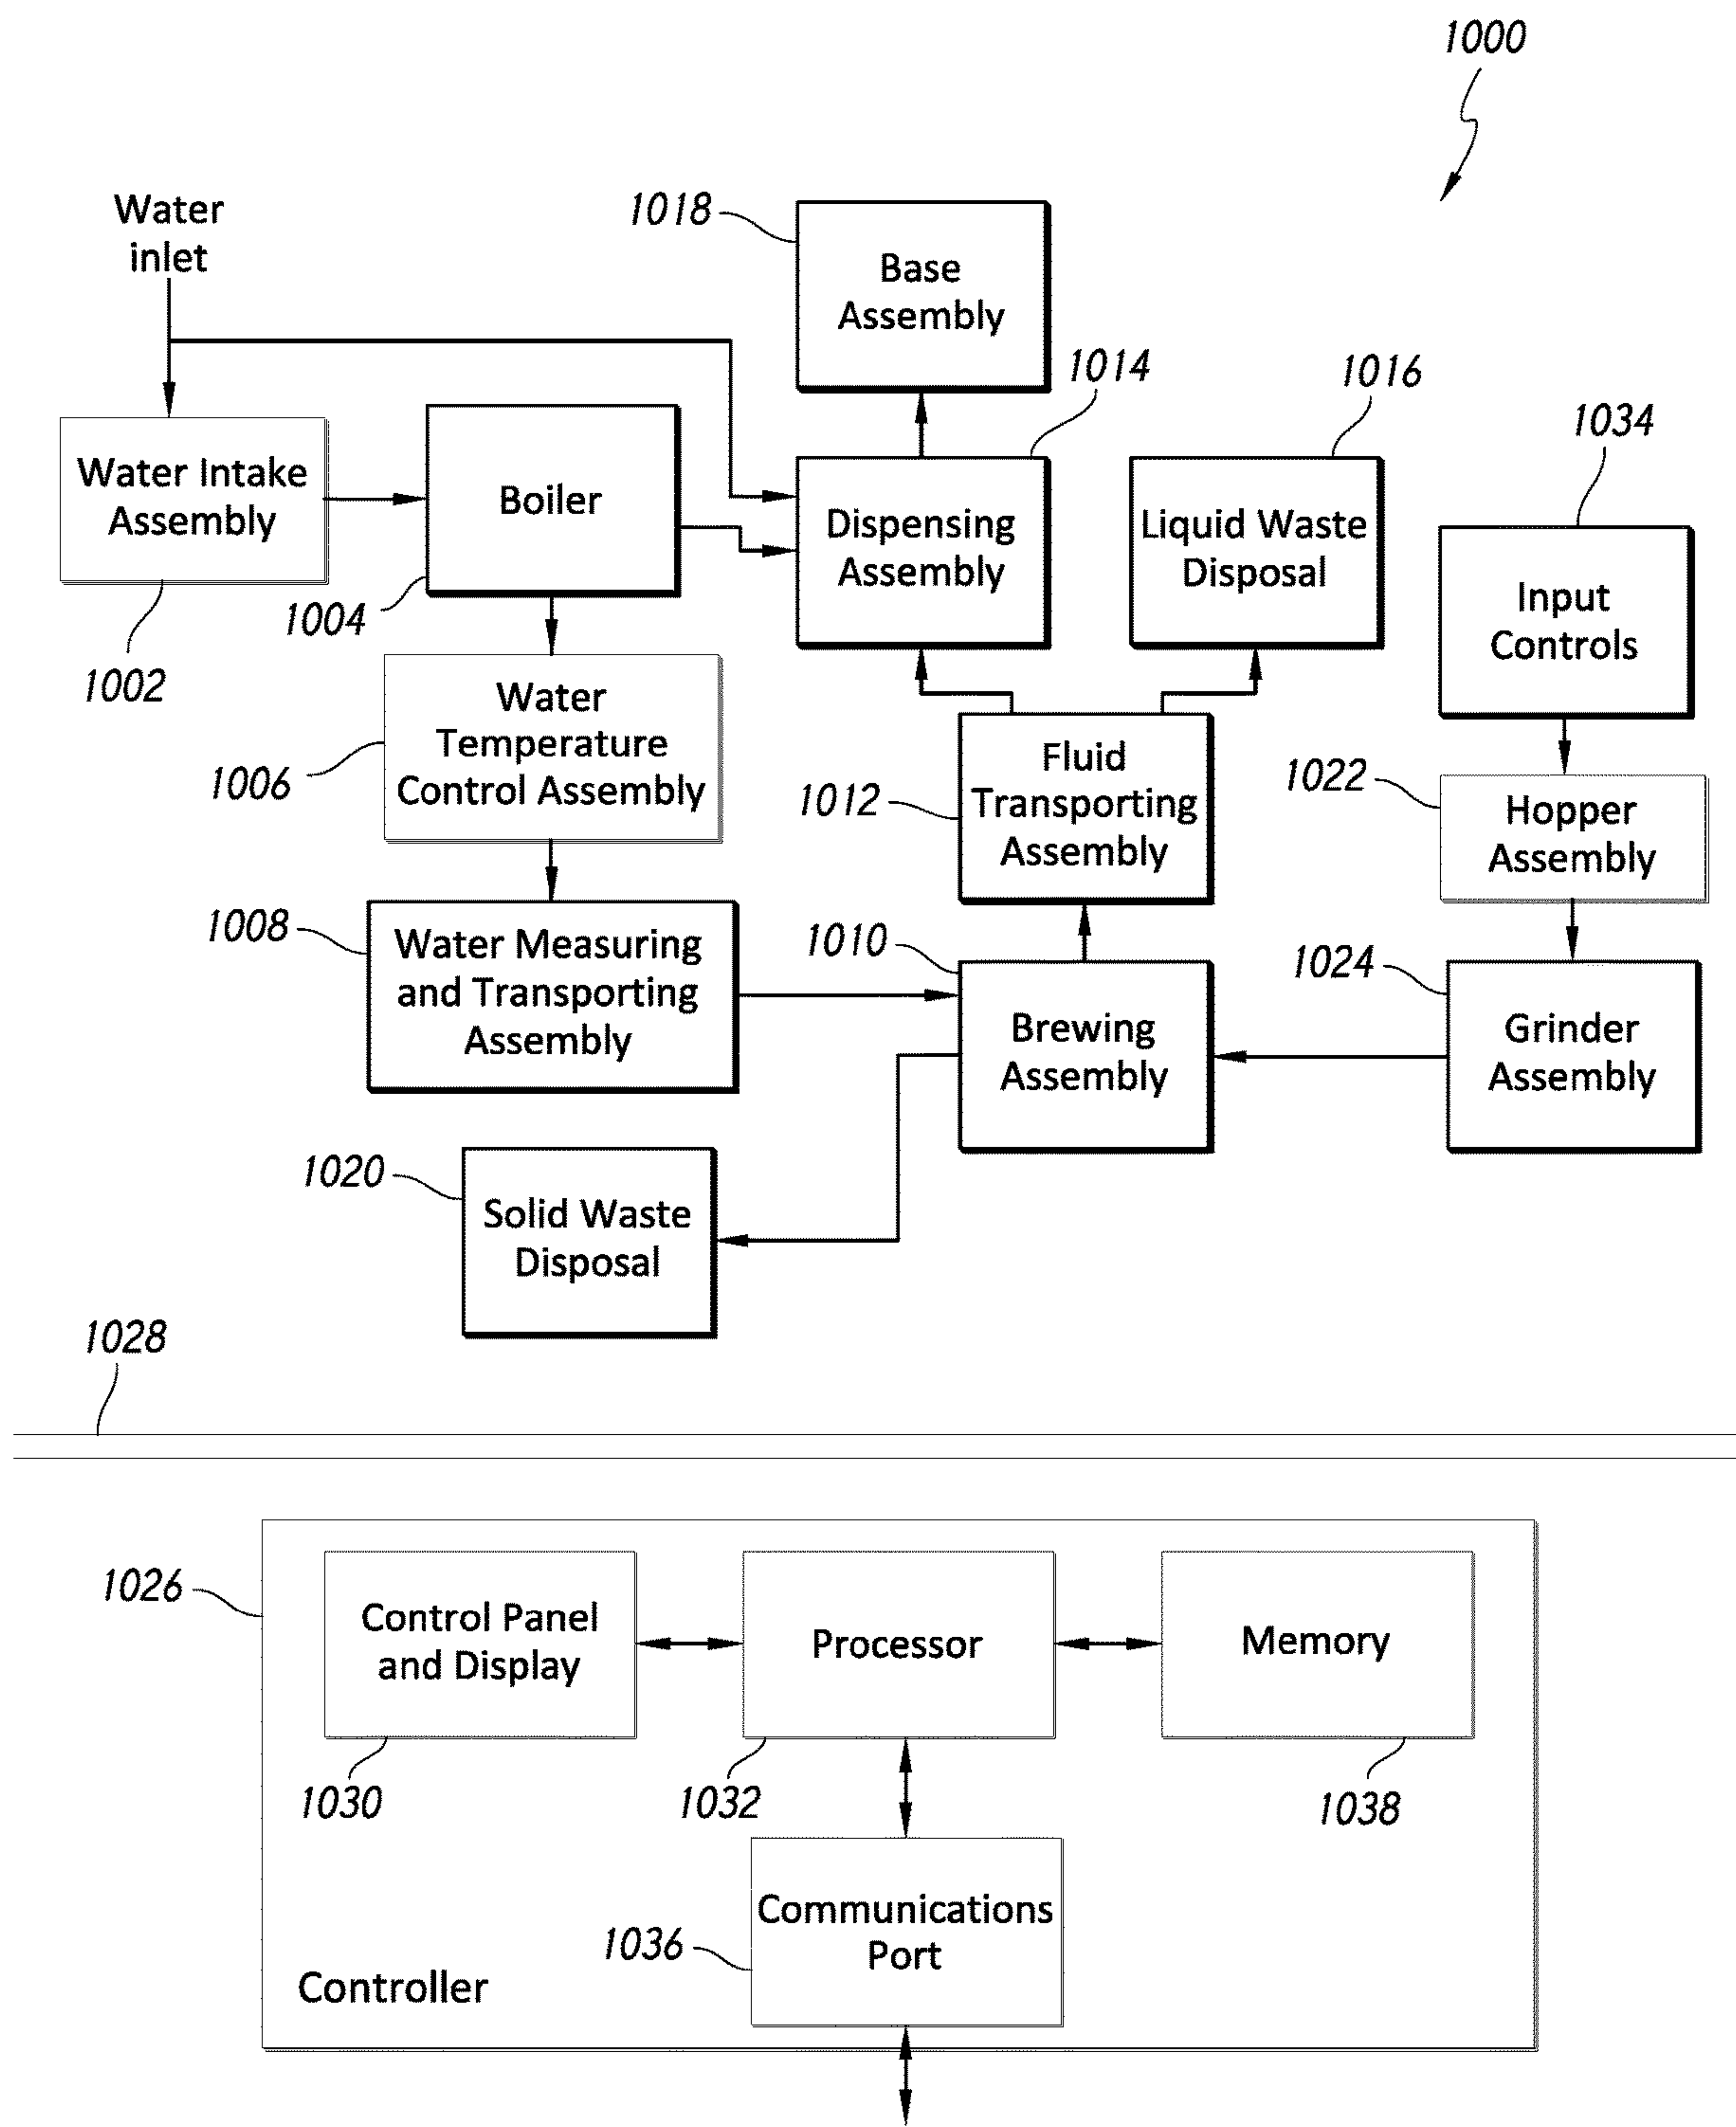 1000
Water
inlet
1018
Base
Assembly
1014
1016
1034
Water Intake
Assembly
Boiler
Dispensing
Assembly
Liquid Waste
Disposal
Input
Controls
1002
1004
Water
Temperature
Control Assembly
1006
Fluid
Transporting
Assembly
1012
1022
Hopper
Assembly
1008
Water Measuring
and Transporting
Assembly
1010
Brewing
Assembly
1024
Grinder
Assembly
1020
Solid Waste
Disposal
1028
1026
Control Panel
and Display
Processor
Memory
1030
1032
1038
Communications
Port
1036
Controller